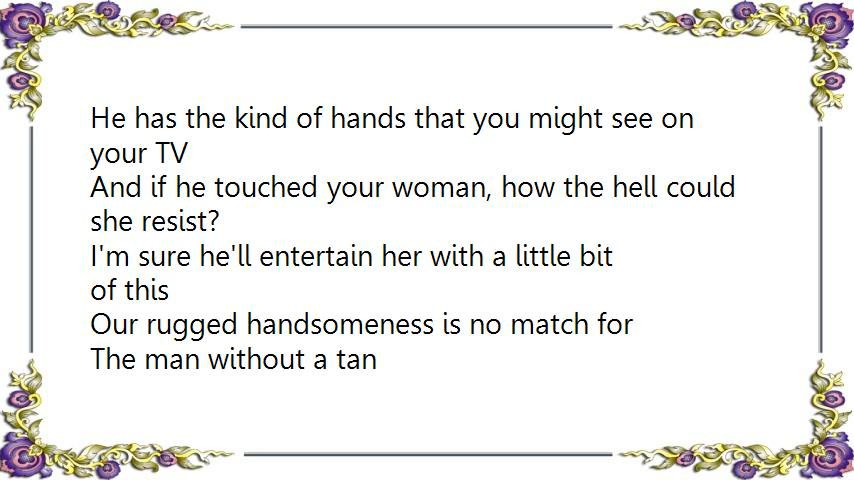 He has the kind of hands that you might see on
your TV
And if he touched your woman, how the hell could
she resist?
I'm sure he'll entertain her with a little bit
of this
Our rugged handsomeness is no match for
The man without a tan